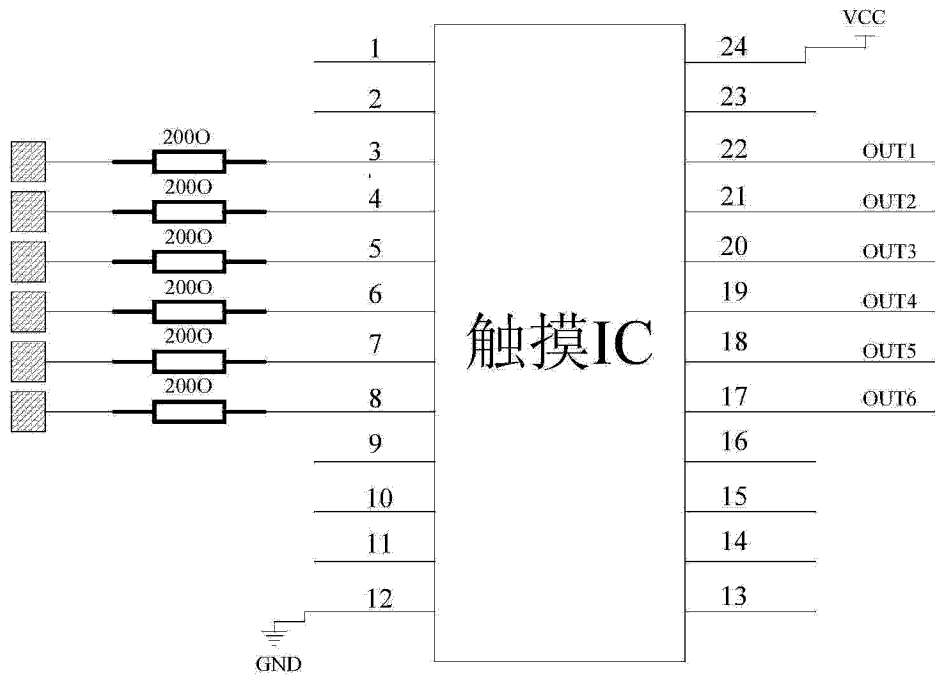 VCC
1 24
2 23
200O
3 22 OUT1
200O
4 21 OUT2
200O
5 20 OUT3
200O
6 19 OUT4
200O
7 18 OUT5
200O
8 17 OUT6
触摸IC
9 16
10 15
11 14
12 13
GND